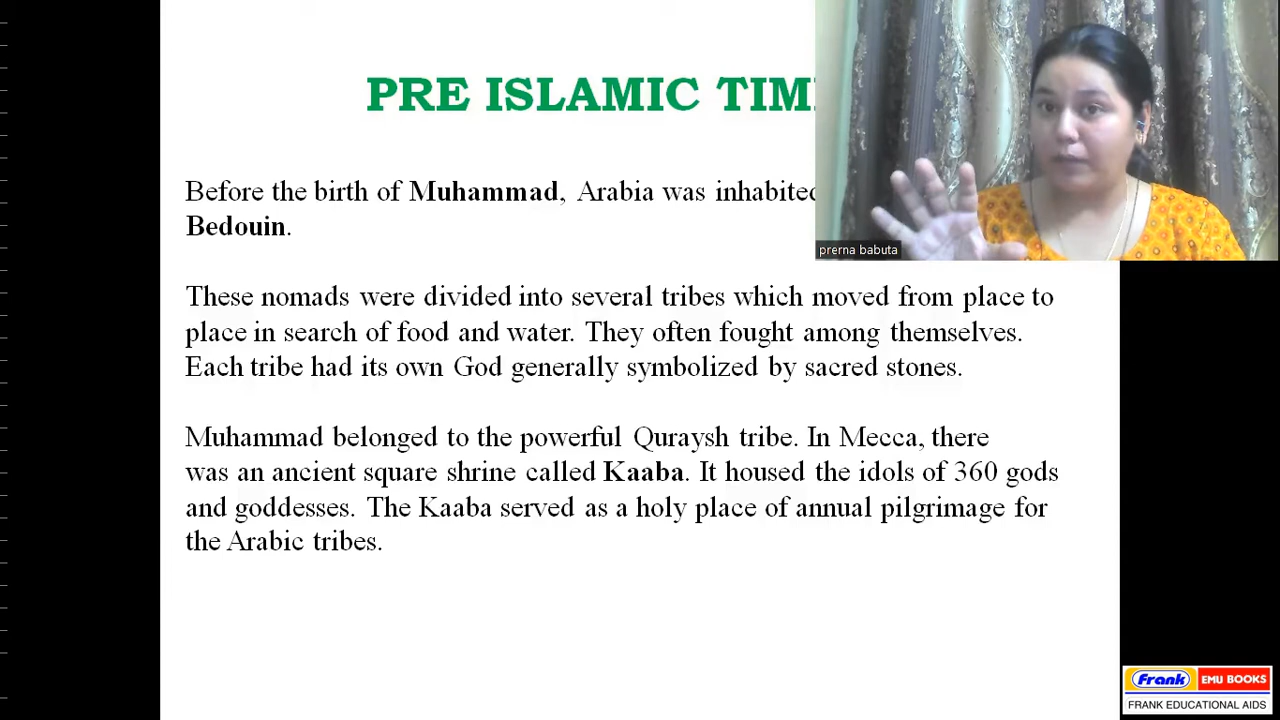 PRE ISLAMIC TIM
Before the birth of Muhammad, Arabia was inhabited
Bedouin.
These nomads were divided into several tribes which moved from place to
place in search of food and water. They often fought among themselves.
Each tribe had its own God generally symbolized by sacred stones.
Muhammad belonged to the powerful Quraysh tribe. In Mecca, there
was an ancient square shrine called Kaaba. It housed the idols of 360 gods
and goddesses. The Kaaba served as a holy place of annual pilgrimage for
the Arabic tribes.
prerna babuta
Frank EMU BOOKS
FRANK EDUCATIONAL AIDS